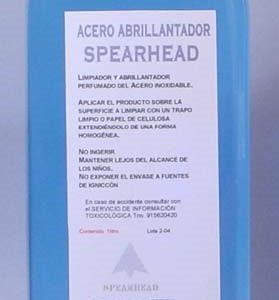 ACERO ABRILLANTADOR
SPEARHEAD
LIMPIADOR Y ABRILLANTADOR
PERFUMADO DEL ACERO INOXIDABLE.
APLICAR EL PRODUCTO SOBRE LA
SUPERFICIE A LIMPIAR CON UN TRAPO
LIMPIO O PAPEL DE CELULOSA
EXTENDIÉNDOLO DE UNA FORMA
HOMOGÉNEA.
NO INGERIR
MANTENER LEJOS DEL ALCANCE DE
LOS NIÑOS.
NO EXPONER EL ENVASE A FUENTES
DE IGNICCÓN
En caso de accidente consultar con
el SERVICIO DE INFORMACIÓN
TOXICOLÓGICA Tno. 915620420
Contenido 1litro Lote 2-04
SPEARHEAD